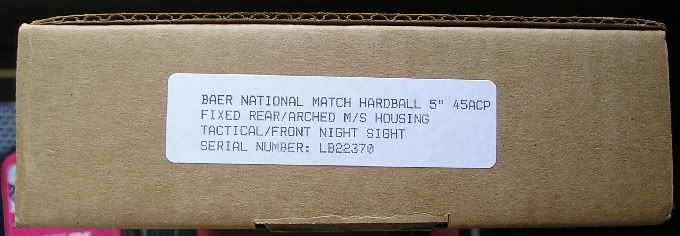 BAER NATIONAL MATCH HARDBALL 5" 45ACP
FIXED REAR/ARCHED M/S HOUSING
TACTICAL/FRONT NIGHT SIGHT
SERIAL NUMBER: LB22370